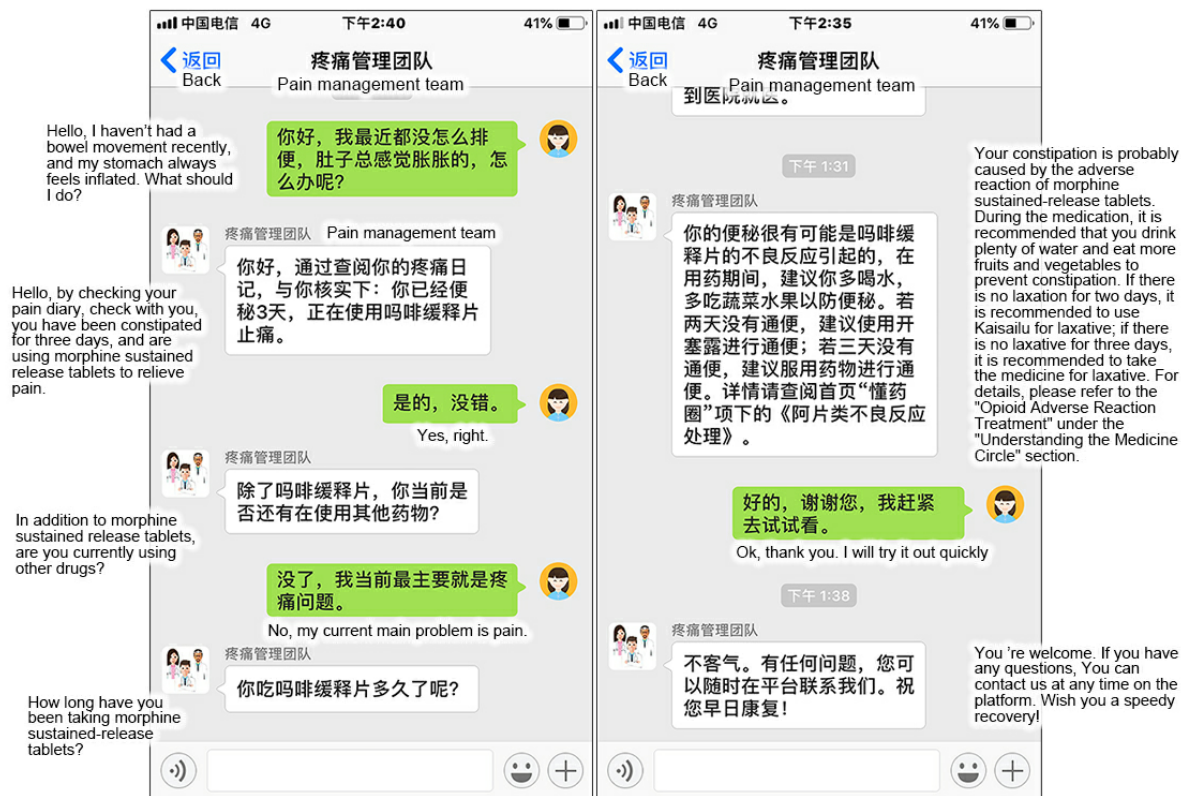 中国电信 4G 下午2:40 41%
返回
Back
疼痛管理团队
Pain management team
你好，我最近都没怎么排
便，肚子总感觉胀胀的，怎
么办呢？
Hello, I haven't had a
bowel movement recently,
and my stomach always
feels inflated. What should
I do?
疼痛管理团队 Pain management team
你好，通过查阅你的疼痛日
记，与你核实下：你已经便
秘3天，正在使用吗啡缓释片
止痛。
Hello, by checking your
pain diary, check with you,
you have been constipated
for three days, and are
using morphine sustained
release tablets to relieve
pain.
是的，没错。
Yes, right.
疼痛管理团队
除了吗啡缓释片，你当前是
否还有在使用其他药物？
In addition to morphine
sustained release tablets,
are you currently using
other drugs?
没了，我当前最主要就是疼
痛问题。
No, my current main problem is pain.
疼痛管理团队
你吃吗啡缓释片多久了呢？
How long have you
been taking morphine
sustained-release
tablets?
中国电信 4G 下午2:35 41%
返回
Back
疼痛管理团队
Pain management team
到医院就医。
下午 1:31
疼痛管理团队
你的便秘很有可能是吗啡缓
释片的不良反应引起的，在
用药期间，建议你多喝水，
多吃蔬菜水果以防便秘。若
两天没有通便，建议使用开
塞露进行通便；若三天没有
通便，建议服用药物进行通
便。详情请查阅首页“懂药
圈”项下的《阿片类不良反应
处理》。
Your constipation is probably
caused by the adverse
reaction of morphine
sustained-release tablets.
During the medication, it is
recommended that you drink
plenty of water and eat more
fruits and vegetables to
prevent constipation. If there
is no laxation for two days, it
is recommended to use
Kaisailu for laxative; if there
is no laxative for three days,
it is recommended to take
the medicine for laxative. For
details, please refer to the
"Opioid Adverse Reaction
Treatment" under the
"Understanding the Medicine
Circle" section.
好的，谢谢您，我赶紧
去试试看。
Ok, thank you. I will try it out quickly
下午 1:38
疼痛管理团队
不客气。有任何问题，您可
以随时在平台联系我们。祝
您早日康复！
You 're welcome. If you have
any questions, You can
contact us at any time on the
platform. Wish you a speedy
recovery!